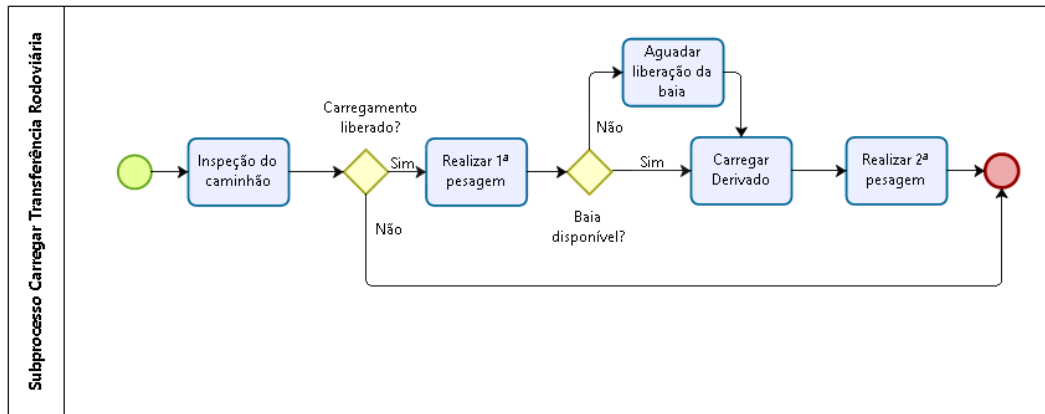 Subprocesso Carregar Transferência Rodoviária
Inspeção do
caminhão
Carregamento
liberado?
Sim
Não
Realizar 1ª
pesagem
Baia
disponível?
Não
Sim
Aguadar
liberação da
baia
Carregar
Derivado
Realizar 2ª
pesagem